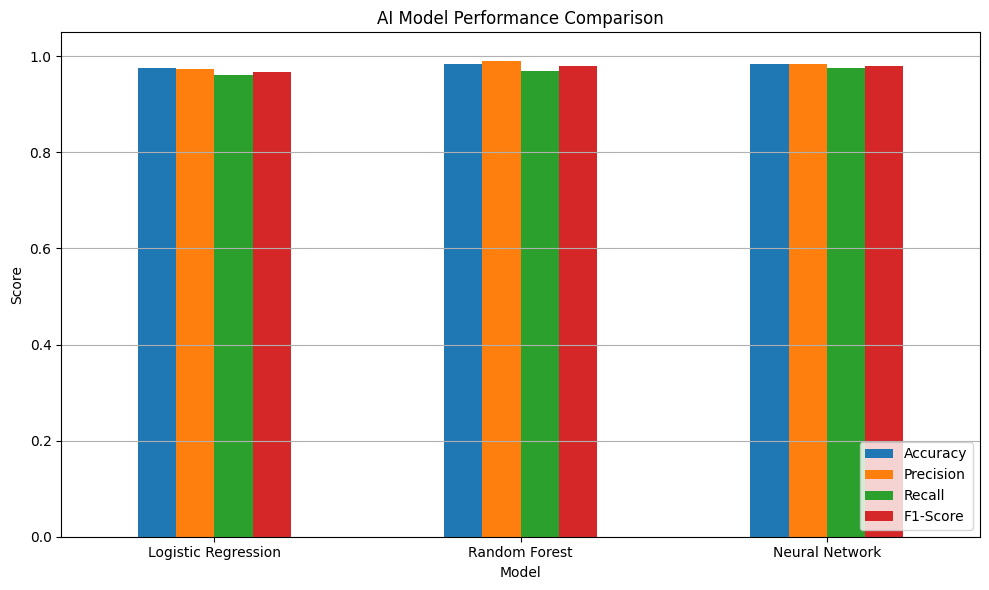 AI Model Performance Comparison
Score
1.0
0.8
0.6
0.4
0.2
0.0
Accuracy
Precision
Recall
F1-Score
Logistic Regression
Random Forest
Neural Network
Model